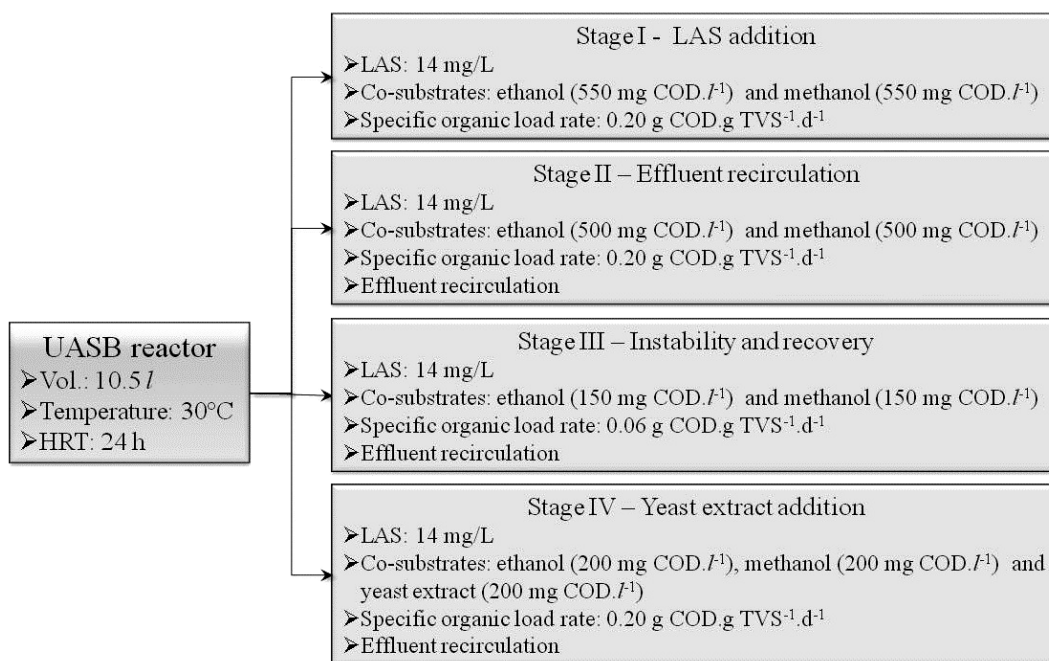 UASB reactor
➤Vol.: 10.5 l
➤Temperature: 30°C
➤HRT: 24 h
Stage I - LAS addition
➤LAS: 14 mg/L
➤Co-substrates: ethanol (550 mg COD.l⁻¹) and methanol (550 mg COD.l⁻¹)
➤Specific organic load rate: 0.20 g COD.g TVS⁻¹.d⁻¹
Stage II – Effluent recirculation
➤LAS: 14 mg/L
➤Co-substrates: ethanol (500 mg COD.l⁻¹) and methanol (500 mg COD.l⁻¹)
➤Specific organic load rate: 0.20 g COD.g TVS⁻¹.d⁻¹
➤Effluent recirculation
Stage III – Instability and recovery
➤LAS: 14 mg/L
➤Co-substrates: ethanol (150 mg COD.l⁻¹) and methanol (150 mg COD.l⁻¹)
➤Specific organic load rate: 0.06 g COD.g TVS⁻¹.d⁻¹
➤Effluent recirculation
Stage IV – Yeast extract addition
➤LAS: 14 mg/L
➤Co-substrates: ethanol (200 mg COD.l⁻¹), methanol (200 mg COD.l⁻¹) and
yeast extract (200 mg COD.l⁻¹)
➤Specific organic load rate: 0.20 g COD.g TVS⁻¹.d⁻¹
➤Effluent recirculation